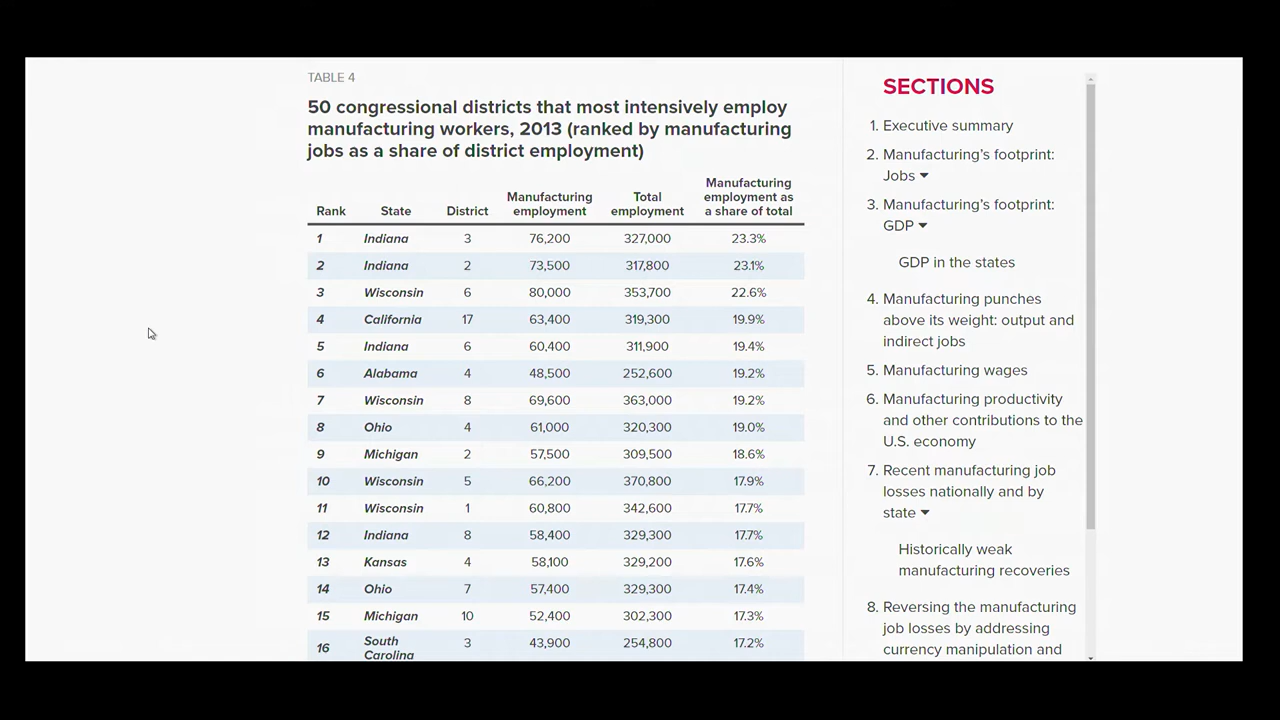 TABLE 4
50 congressional districts that most intensively employ
manufacturing workers, 2013 (ranked by manufacturing
jobs as a share of district employment)
Rank State District Manufacturing employment Total employment Manufacturing employment as a share of total
1 Indiana 3 76,200 327,000 23.3%
2 Indiana 2 73,500 317,800 23.1%
3 Wisconsin 6 80,000 353,700 22.6%
4 California 17 63,400 319,300 19.9%
5 Indiana 6 60,400 311,900 19.4%
6 Alabama 4 48,500 252,600 19.2%
7 Wisconsin 8 69,600 363,000 19.2%
8 Ohio 4 61,000 320,300 19.0%
9 Michigan 2 57,500 309,500 18.6%
10 Wisconsin 5 66,200 370,800 17.9%
11 Wisconsin 1 60,800 342,600 17.7%
12 Indiana 8 58,400 329,300 17.7%
13 Kansas 4 58,100 329,200 17.6%
14 Ohio 7 57,400 329,300 17.4%
15 Michigan 10 52,400 302,300 17.3%
16 South Carolina 3 43,900 254,800 17.2%
SECTIONS
1. Executive summary
2. Manufacturing's footprint:
Jobs
3. Manufacturing's footprint:
GDP
GDP in the states
4. Manufacturing punches
above its weight: output and
indirect jobs
5. Manufacturing wages
6. Manufacturing productivity
and other contributions to the
U.S. economy
7. Recent manufacturing job
losses nationally and by
state
Historically weak
manufacturing recoveries
8. Reversing the manufacturing
job losses by addressing
currency manipulation and